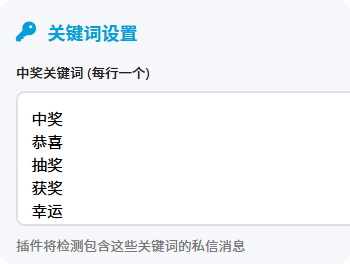 关键词设置
中奖关键词 (每行一个)
中奖
恭喜
抽奖
获奖
幸运
插件将检测包含这些关键词的私信消息